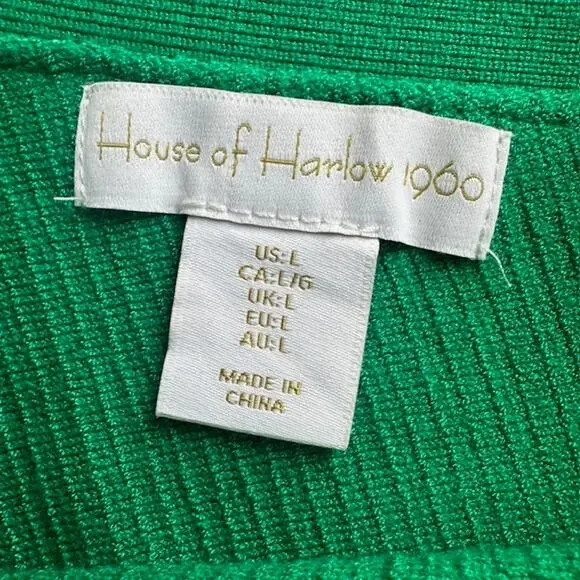 House of Harlow 1960
US:L
CA:L/G
UK:L
EU:L
AU:L
MADE IN
CHINA